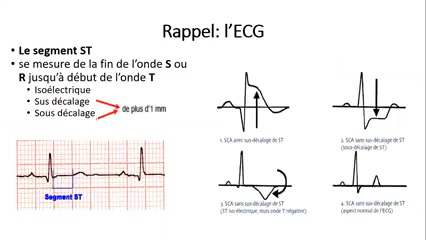 Rappel: l'ECG
• Le segment ST
• se mesure de la fin de l'onde S ou
R jusqu'à début de l'onde T
• Isoélectrique
• Sus décalage
• Sous décalage
de plus d'1 mm
Segment ST
1. SCA avec sus-décalage de ST
2. SCA sans sus-décalage de ST
(sous-décalage de ST)
3. SCA sans sus-décalage de ST
(ST iso-électrique, mais onde T négative)
4. SCA sans sus-décalage de ST
(aspect normal de l'ECG)